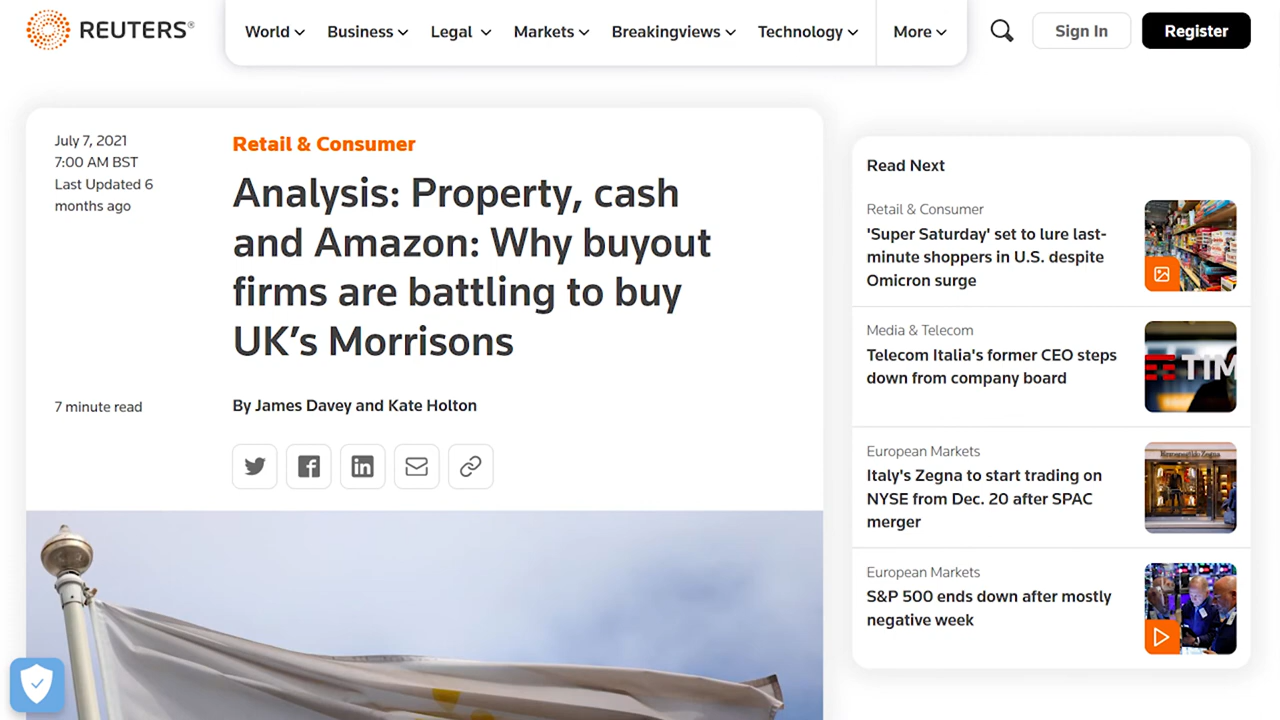 REUTERS®
World
Business
Legal
Markets
Breakingviews
Technology
More
Sign In
Register
July 7, 2021
7:00 AM BST
Last Updated 6
months ago
Retail & Consumer
Analysis: Property, cash
and Amazon: Why buyout
firms are battling to buy
UK’s Morrisons
7 minute read
By James Davey and Kate Holton
Read Next
Retail & Consumer
'Super Saturday' set to lure last-
minute shoppers in U.S. despite
Omicron surge
Media & Telecom
Telecom Italia's former CEO steps
down from company board
TIM
European Markets
Italy's Zegna to start trading on
NYSE from Dec. 20 after SPAC
merger
Ermenegildo Zegna
European Markets
S&P 500 ends down after mostly
negative week